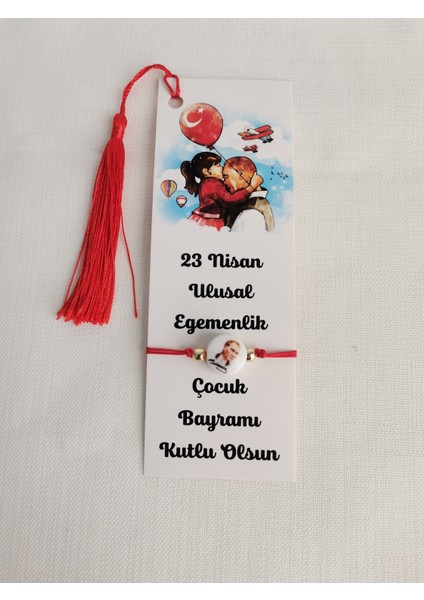 23 Nisan
Ulusal
Egemenlik
Çocuk
Bayramı
Kutlu Olsun